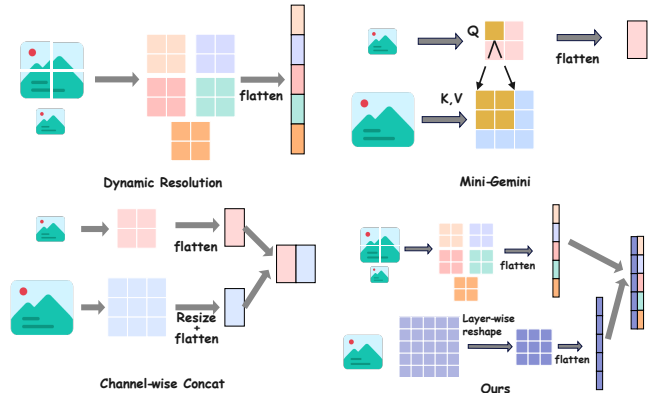 flatten
Dynamic Resolution
Q
K,V
flatten
Mini-Gemini
flatten
Resize
+
flatten
Channel-wise Concat
flatten
Layer-wise
reshape
flatten
Ours